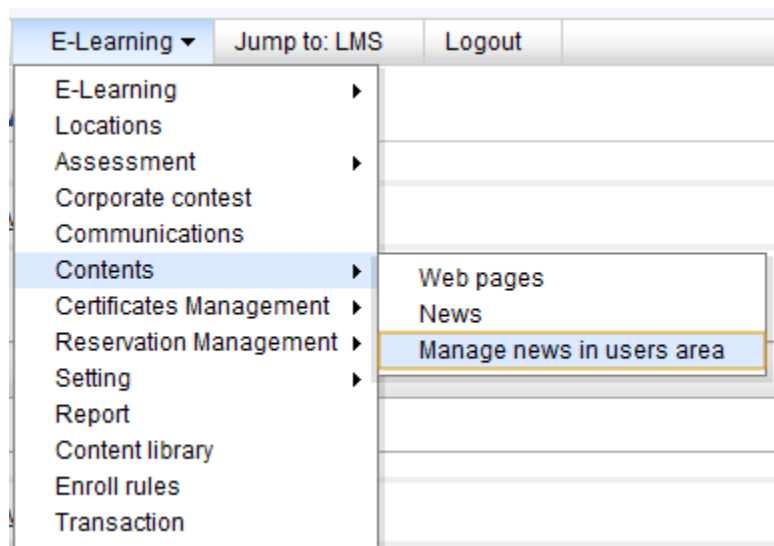 E-Learning Jump to: LMS Logout
E-Learning
Locations
Assessment
Corporate contest
Communications
Contents
Web pages
News
Manage news in users area
Certificates Management
Reservation Management
Setting
Report
Content library
Enroll rules
Transaction